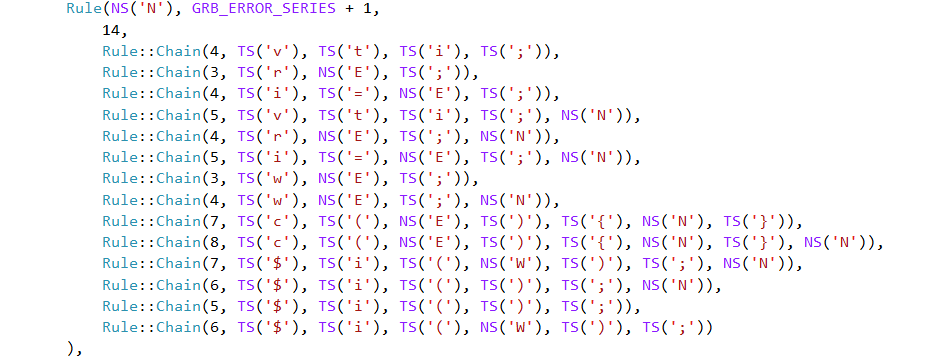 Rule(NS('N'), GRB_ERROR_SERIES + 1,
14,
Rule::Chain(4, TS('v'), TS('t'), TS('i'), TS(';')),
Rule::Chain(3, TS('r'), NS('E'), TS(';')),
Rule::Chain(4, TS('i'), TS('='), NS('E'), TS(';')),
Rule::Chain(5, TS('v'), TS('t'), TS('i'), TS(';'), NS('N')),
Rule::Chain(4, TS('r'), NS('E'), TS(';'), NS('N')),
Rule::Chain(5, TS('i'), TS('='), NS('E'), TS(';'), NS('N')),
Rule::Chain(3, TS('w'), NS('E'), TS(';')),
Rule::Chain(4, TS('w'), NS('E'), TS(';'), NS('N')),
Rule::Chain(7, TS('c'), TS('('), NS('E'), TS(')'), TS('{'), NS('N'), TS('}')),
Rule::Chain(8, TS('c'), TS('('), NS('E'), TS(')'), TS('{'), NS('N'), TS('}'), NS('N')),
Rule::Chain(7, TS('$'), TS('i'), TS('('), NS('W'), TS(')'), TS(';'), NS('N')),
Rule::Chain(6, TS('$'), TS('i'), TS('('), TS(')'), TS(';'), NS('N')),
Rule::Chain(5, TS('$'), TS('i'), TS('('), TS(')'), TS(';')),
Rule::Chain(6, TS('$'), TS('i'), TS('('), NS('W'), TS(')'), TS(';'))
),